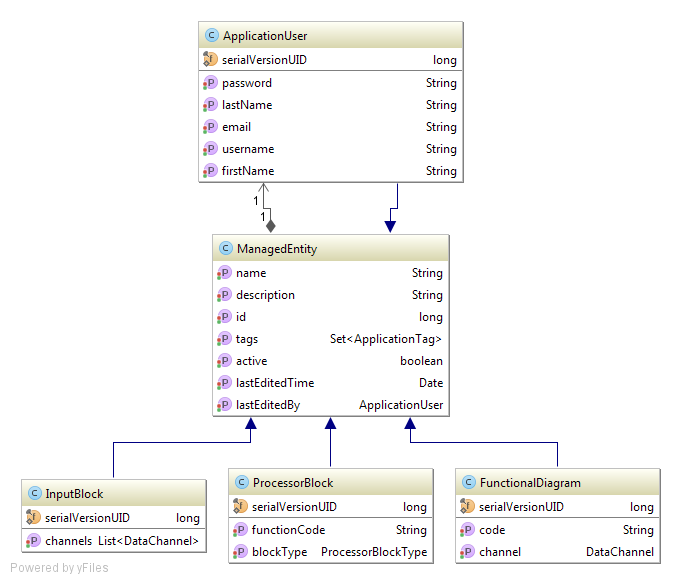 ApplicationUser
serialVersionUID long
password String
lastName String
email String
username String
firstName String
1
1
ManagedEntity
name String
description String
id long
tags Set<ApplicationTag>
active boolean
lastEditedTime Date
lastEditedBy ApplicationUser
InputBlock
serialVersionUID long
channels List<DataChannel>
ProcessorBlock
serialVersionUID long
functionCode String
blockType ProcessorBlockType
FunctionalDiagram
serialVersionUID long
code String
channel DataChannel
Powered by yFiles